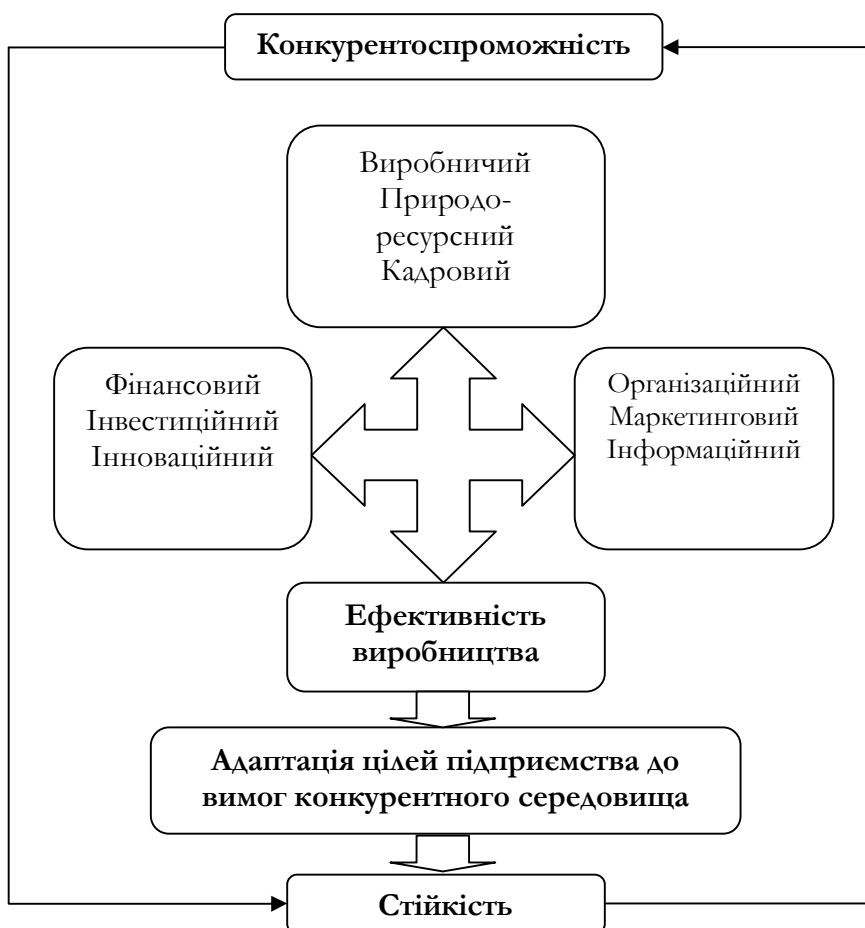 Конкурентоспроможність
Виробничий
Природо-
ресурсний
Кадровий
Фінансовий
Інвестиційний
Інноваційний
Організаційний
Маркетинговий
Інформаційний
Ефективність
виробництва
Адаптація цілей підприємства до
вимог конкурентного середовища
Стійкість